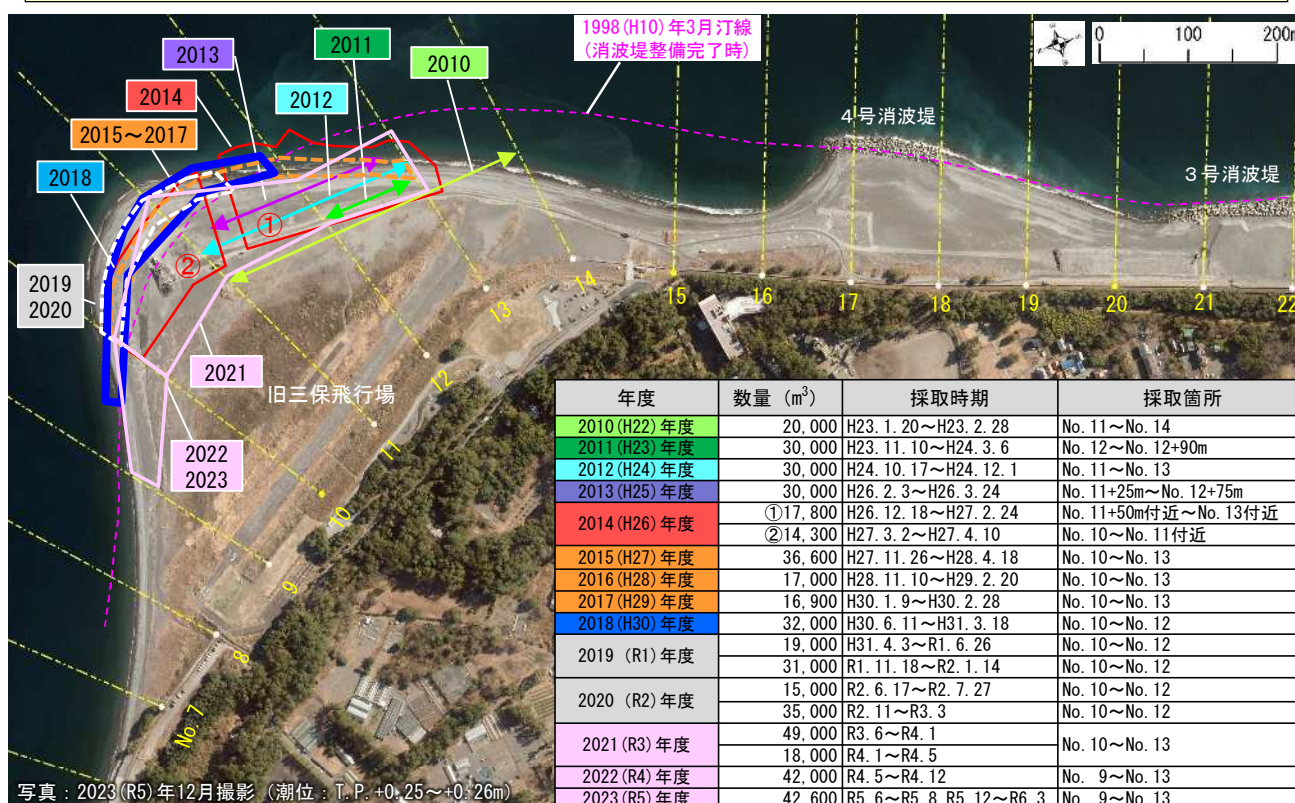 1998(H10)年3月汀線
(消波堤整備完了時)
0 100 200m
2013
2011
2010
2014
2012
2015～2017
4号消波堤
2018
3号消波堤
①
②
2019
2020
2021
旧三保飛行場
2022
2023
No.7
8
9
10
11
12
13
14
15
16
17
18
19
20
21
22
年度 数量 (m³) 採取時期 採取箇所
2010(H22)年度 20,000 H23.1.20～H23.2.28 No.11～No.14
2011(H23)年度 30,000 H23.11.10～H24.3.6 No.12～No.12+90m
2012(H24)年度 30,000 H24.10.17～H24.12.1 No.11～No.13
2013(H25)年度 30,000 H26.2.3～H26.3.24 No.11+25m～No.12+75m
2014(H26)年度 ①17,800 H26.12.18～H27.2.24 No.11+50m付近～No.13付近
②14,300 H27.3.2～H27.4.10 No.10～No.11付近
2015(H27)年度 36,600 H27.11.26～H28.4.18 No.10～No.13
2016(H28)年度 17,000 H28.11.10～H29.2.20 No.10～No.13
2017(H29)年度 16,900 H30.1.9～H30.2.28 No.10～No.13
2018(H30)年度 32,000 H30.6.11～H31.3.18 No.10～No.12
2019 (R1)年度 19,000 H31.4.3～R1.6.26 No.10～No.12
31,000 R1.11.18～R2.1.14 No.10～No.12
2020 (R2)年度 15,000 R2.6.17～R2.7.27 No.10～No.12
35,000 R2.11～R3.3 No.10～No.12
2021(R3)年度 49,000 R3.6～R4.1 No.10～No.13
18,000 R4.1～R4.5
2022(R4)年度 42,000 R4.5～R4.12 No. 9～No.13
2023(R5)年度 42,600 R5.6～R5.8,R5.12～R6.3 No. 9～No.13
写真：2023(R5)年12月撮影（潮位：T.P.+0.25～+0.26m）